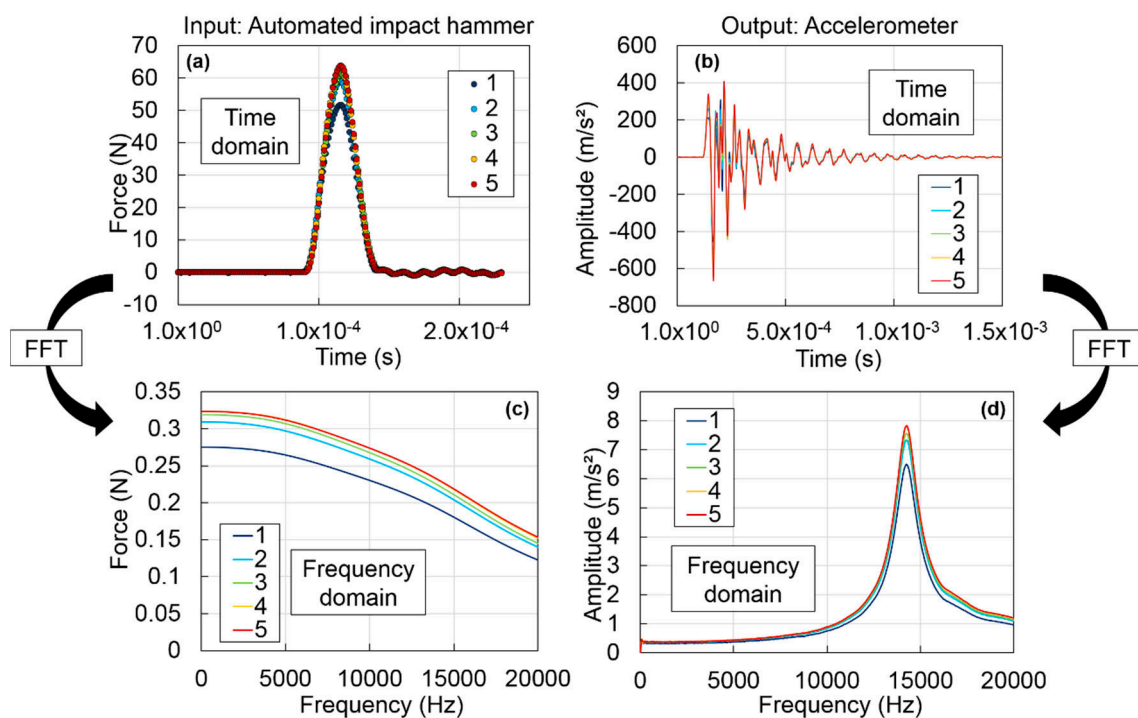 Input: Automated impact hammer
Output: Accelerometer
(a)
70
60
50
40
30
20
10
0
-10
Force (N)
Time
domain
1
2
3
4
5
1.0x10⁰
1.0x10⁻⁴
2.0x10⁻⁴
Time (s)
(b)
600
400
200
0
-200
-400
-600
-800
Amplitude (m/s²)
Time
domain
1
2
3
4
5
1.0x10⁰
5.0x10⁻⁴
1.0x10⁻³
1.5x10⁻³
Time (s)
FFT
FFT
(c)
0.35
0.3
0.25
0.2
0.15
0.1
0.05
0
Force (N)
1
2
3
4
5
Frequency
domain
0
5000
10000
15000
20000
Frequency (Hz)
(d)
9
8
7
6
5
4
3
2
1
0
Amplitude (m/s²)
1
2
3
4
5
Frequency
domain
0
5000
10000
15000
20000
Frequency (Hz)